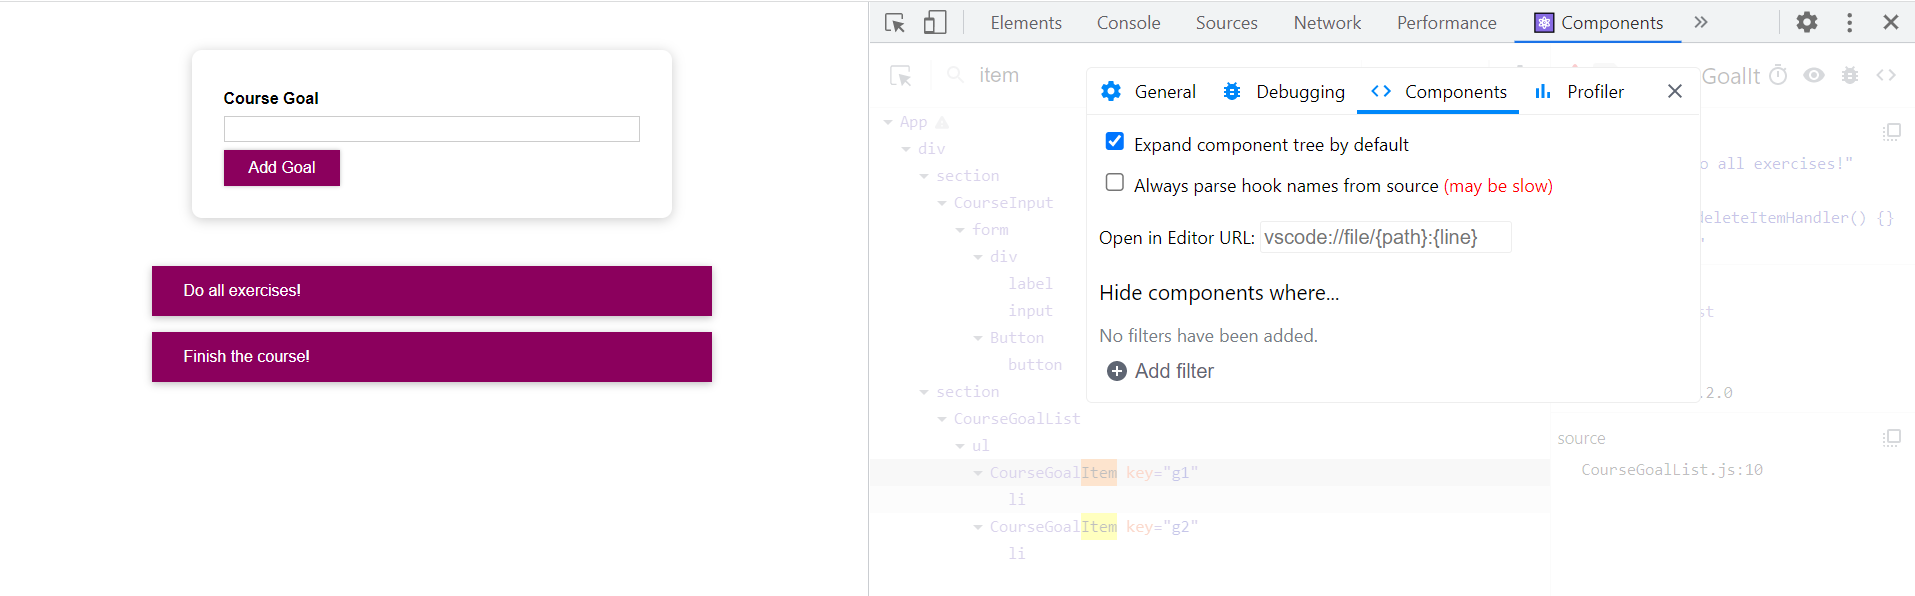 Course Goal
Add Goal
Do all exercises!
Finish the course!
Elements Console Sources Network Performance Components
item
GoalIt
General Debugging Components Profiler
App
div
section
CourseInput
form
div
label
input
Button
button
section
CourseGoalList
ul
CourseGoalItem key="g1"
li
CourseGoalItem key="g2"
li
Expand component tree by default
Always parse hook names from source (may be slow)
Open in Editor URL: vscode://file/{path}:{line}
Hide components where...
No filters have been added.
Add filter
o all exercises!"
deleteItemHandler() {}
"
st
.2.0
source
CourseGoalList.js:10